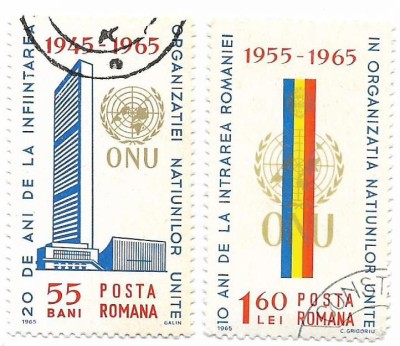 1945-1965
20 DE ANI DE LA INFIINTAREA
ORGANIZATIEI NATIUNILOR UNITE
ONU
55
BANI
POSTA
ROMANA
1965
GALIN
1955-1965
10 ANI DE LA INTRAREA ROMANIEI
IN ORGANIZATIA NATIUNILOR UNITE
ONU
1 60
LEI
POSTA
ROMANA
1965
C. GRIGORIU